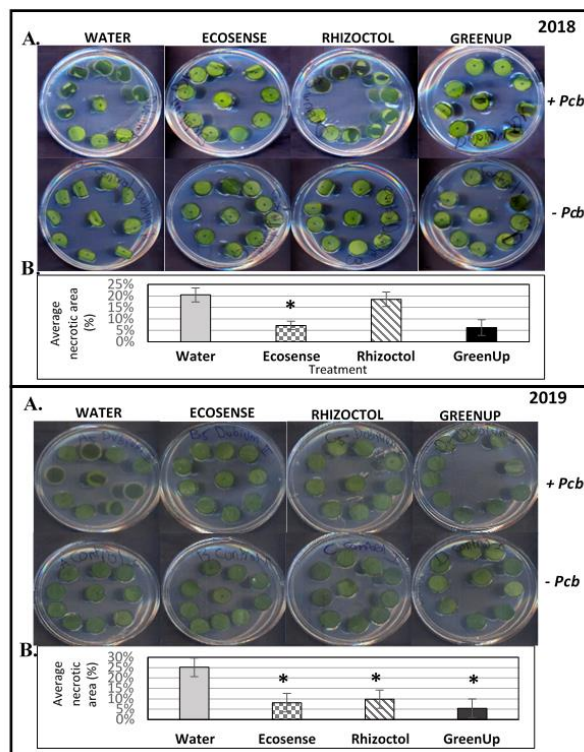 2018
A.
WATER ECOSENSE RHIZOCTOL GREENUP
+ Pcb
- Pcb
B.
Average necrotic area (%)
25%
20%
15%
10%
5%
0%
*
Water Ecosense Rhizoctol GreenUp
Treatment
2019
A.
WATER ECOSENSE RHIZOCTOL GREENUP
+ Pcb
- Pcb
B.
Average necrotic area (%)
30%
25%
20%
15%
10%
5%
0%
* * *
Water Ecosense Rhizoctol GreenUp